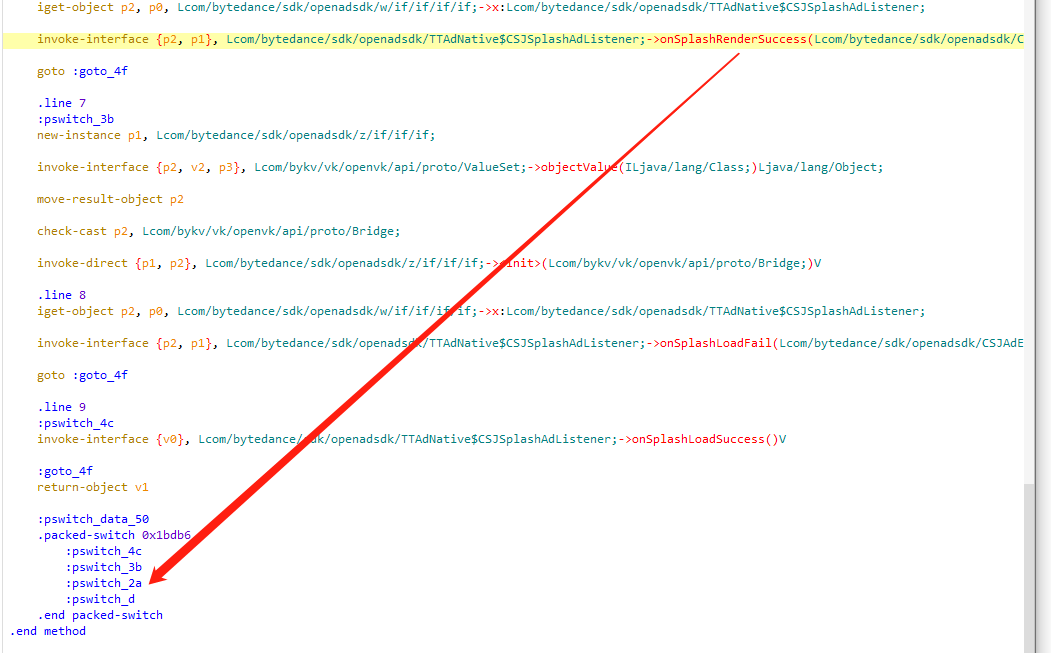 iget-object p2, p0, Lcom/bytedance/sdk/openadsdk/w/if/if/if/if;->x:Lcom/bytedance/sdk/openadsdk/TTAdNative$CSJSplashAdListener;
invoke-interface {p2, p1}, Lcom/bytedance/sdk/openadsdk/TTAdNative$CSJSplashAdListener;->onSplashRenderSuccess(Lcom/bytedance/sdk/openadsdk/C
goto :goto_4f
.line 7
:pswitch_3b
new-instance p1, Lcom/bytedance/sdk/openadsdk/z/if/if/if;
invoke-interface {p2, v2, p3}, Lcom/bykv/vk/openvk/api/proto/ValueSet;->objectValue(ILjava/lang/Class;)Ljava/lang/Object;
move-result-object p2
check-cast p2, Lcom/bykv/vk/openvk/api/proto/Bridge;
invoke-direct {p1, p2}, Lcom/bytedance/sdk/openadsdk/z/if/if/if;-><init>(Lcom/bykv/vk/openvk/api/proto/Bridge;)V
.line 8
iget-object p2, p0, Lcom/bytedance/sdk/openadsdk/w/if/if/if/if;->x:Lcom/bytedance/sdk/openadsdk/TTAdNative$CSJSplashAdListener;
invoke-interface {p2, p1}, Lcom/bytedance/sdk/openadsdk/TTAdNative$CSJSplashAdListener;->onSplashLoadFail(Lcom/bytedance/sdk/openadsdk/CSJAdE
goto :goto_4f
.line 9
:pswitch_4c
invoke-interface {v0}, Lcom/bytedance/sdk/openadsdk/TTAdNative$CSJSplashAdListener;->onSplashLoadSuccess()V
:goto_4f
return-object v1
:pswitch_data_50
.packed-switch 0x1bdb6
:pswitch_4c
:pswitch_3b
:pswitch_2a
:pswitch_d
.end packed-switch
.end method